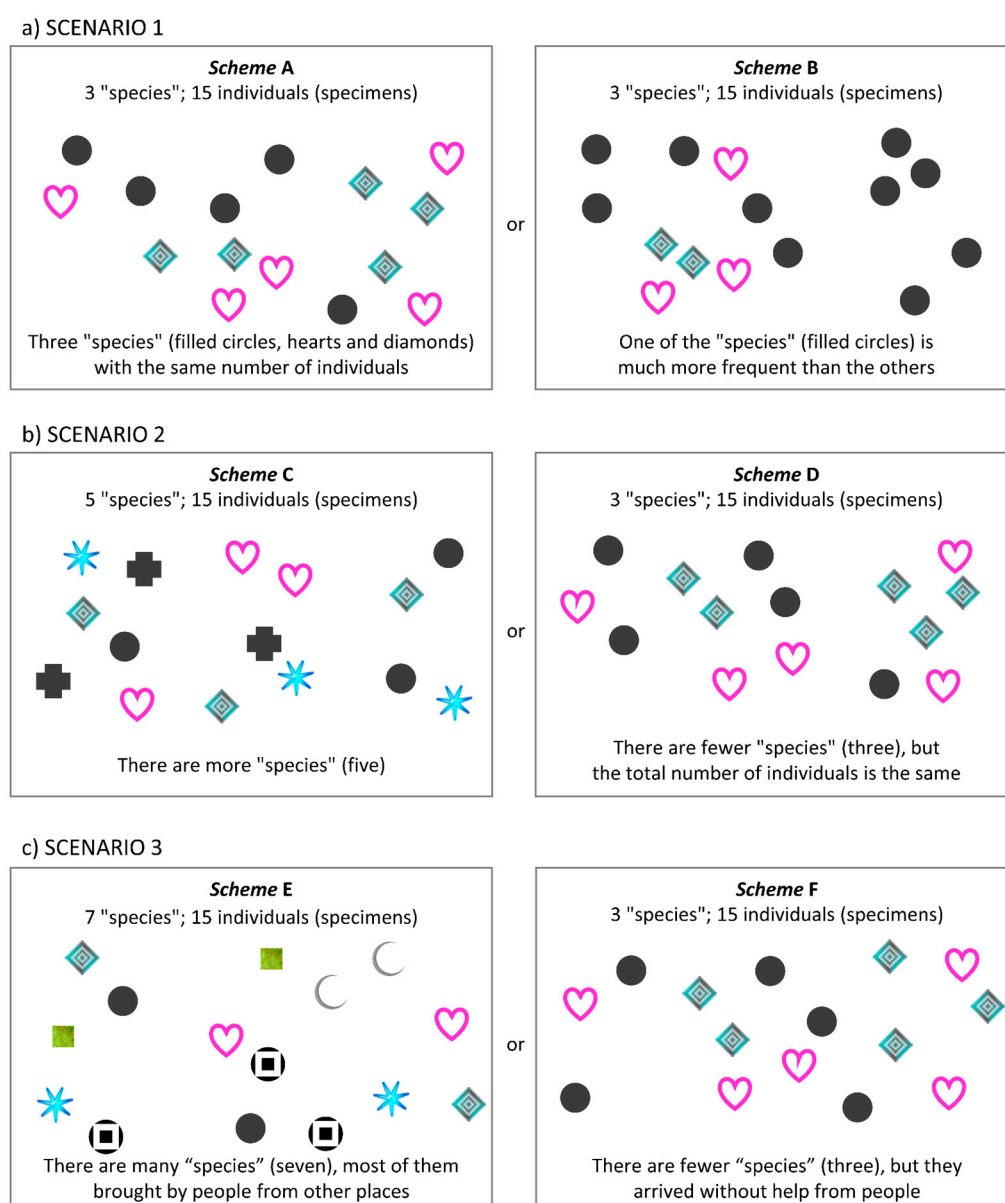 a) SCENARIO 1
Scheme A
3 "species"; 15 individuals (specimens)
Three "species" (filled circles, hearts and diamonds)
with the same number of individuals
or
Scheme B
3 "species"; 15 individuals (specimens)
One of the "species" (filled circles) is
much more frequent than the others
b) SCENARIO 2
Scheme C
5 "species"; 15 individuals (specimens)
There are more "species" (five)
or
Scheme D
3 "species"; 15 individuals (specimens)
There are fewer "species" (three), but
the total number of individuals is the same
c) SCENARIO 3
Scheme E
7 "species"; 15 individuals (specimens)
There are many “species” (seven), most of them
brought by people from other places
or
Scheme F
3 "species"; 15 individuals (specimens)
There are fewer “species” (three), but they
arrived without help from people